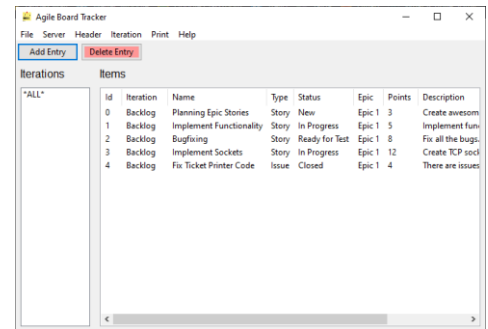 Agile Board Tracker
File Server Header Iteration Print Help
Add Entry Delete Entry
Iterations Items
*ALL* Id Iteration Name Type Status Epic Points Description
0 Backlog Planning Epic Stories Story New Epic 1 3 Create awesom
1 Backlog Implement Functionality Story In Progress Epic 1 5 Implement fun
2 Backlog Bugfixing Story Ready for Test Epic 1 8 Fix all the bugs.
3 Backlog Implement Sockets Story In Progress Epic 1 12 Create TCP sock
4 Backlog Fix Ticket Printer Code Issue Closed Epic 1 4 There are issues